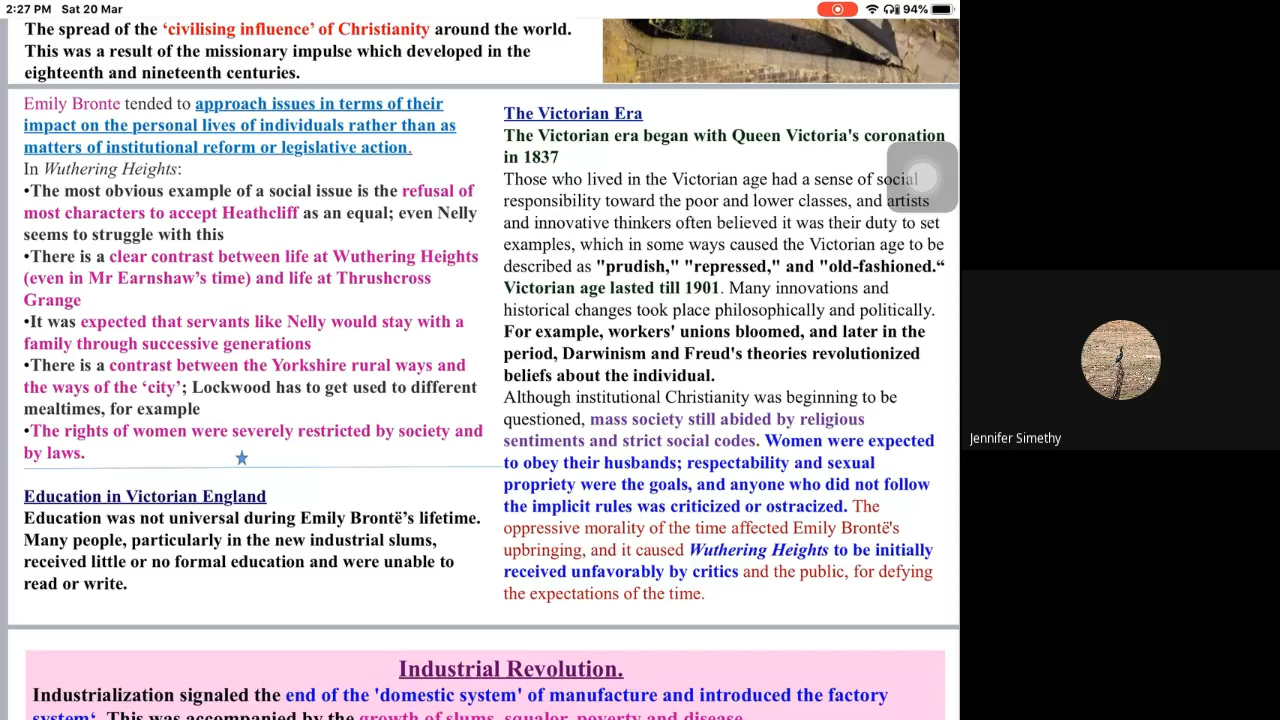 2:27 PM Sat 20 Mar
94%
The spread of the ‘civilising influence’ of Christianity around the world.
This was a result of the missionary impulse which developed in the
eighteenth and nineteenth centuries.
Emily Bronte tended to approach issues in terms of their
impact on the personal lives of individuals rather than as
matters of institutional reform or legislative action.
In Wuthering Heights:
•The most obvious example of a social issue is the refusal of
most characters to accept Heathcliff as an equal; even Nelly
seems to struggle with this
•There is a clear contrast between life at Wuthering Heights
(even in Mr Earnshaw’s time) and life at Thrushcross
Grange
•It was expected that servants like Nelly would stay with a
family through successive generations
•There is a contrast between the Yorkshire rural ways and
the ways of the ‘city’; Lockwood has to get used to different
mealtimes, for example
•The rights of women were severely restricted by society and
by laws.
Education in Victorian England
Education was not universal during Emily Brontë’s lifetime.
Many people, particularly in the new industrial slums,
received little or no formal education and were unable to
read or write.
The Victorian Era
The Victorian era began with Queen Victoria's coronation
in 1837
Those who lived in the Victorian age had a sense of social
responsibility toward the poor and lower classes, and artists
and innovative thinkers often believed it was their duty to set
examples, which in some ways caused the Victorian age to be
described as "prudish," "repressed," and "old-fashioned.“
Victorian age lasted till 1901. Many innovations and
historical changes took place philosophically and politically.
For example, workers' unions bloomed, and later in the
period, Darwinism and Freud's theories revolutionized
beliefs about the individual.
Although institutional Christianity was beginning to be
questioned, mass society still abided by religious
sentiments and strict social codes. Women were expected
to obey their husbands; respectability and sexual
propriety were the goals, and anyone who did not follow
the implicit rules was criticized or ostracized. The
oppressive morality of the time affected Emily Brontë's
upbringing, and it caused Wuthering Heights to be initially
received unfavorably by critics and the public, for defying
the expectations of the time.
Industrial Revolution.
Industrialization signaled the end of the 'domestic system' of manufacture and introduced the factory
system‘. This was accompanied by the growth of slums, squalor, poverty and disease
Jennifer Simethy